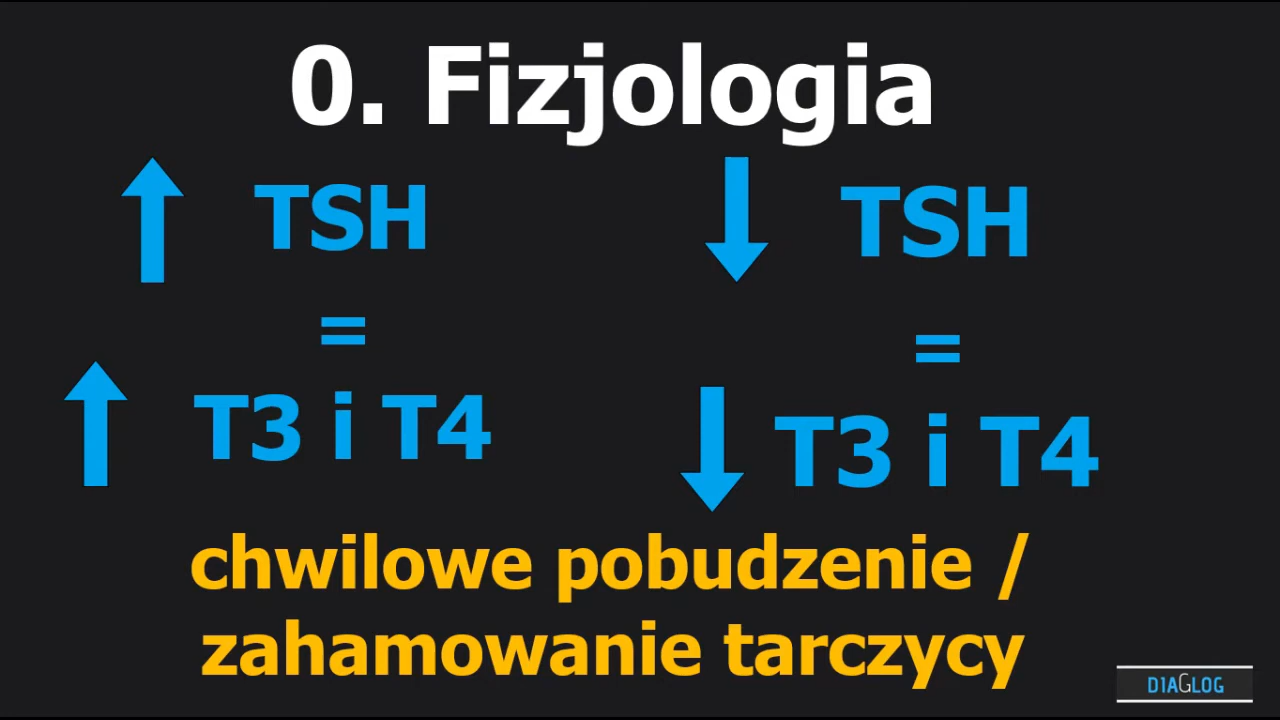 0. Fizjologia
TSH
=
T3 i T4
TSH
=
T3 i T4
chwilowe pobudzenie /
zahamowanie tarczycy
DIAGLOG